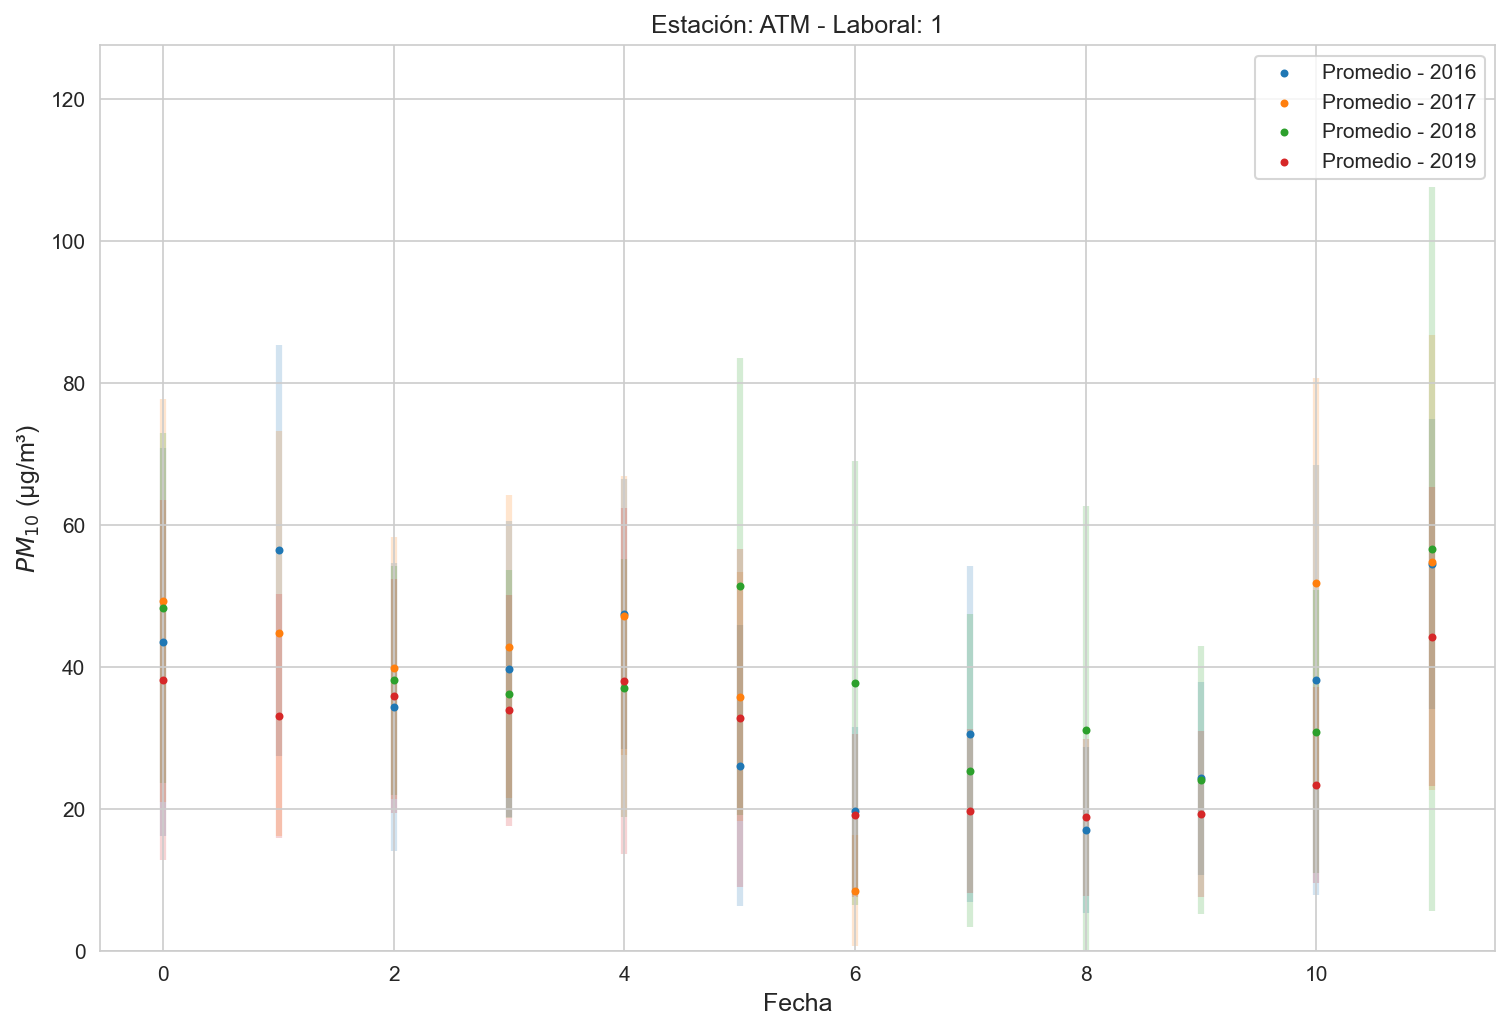 Estación: ATM - Laboral: 1
Promedio - 2016
Promedio - 2017
Promedio - 2018
Promedio - 2019
120
100
80
60
40
20
0
PM₁₀ (µg/m³)
0 2 4 6 8 10
Fecha